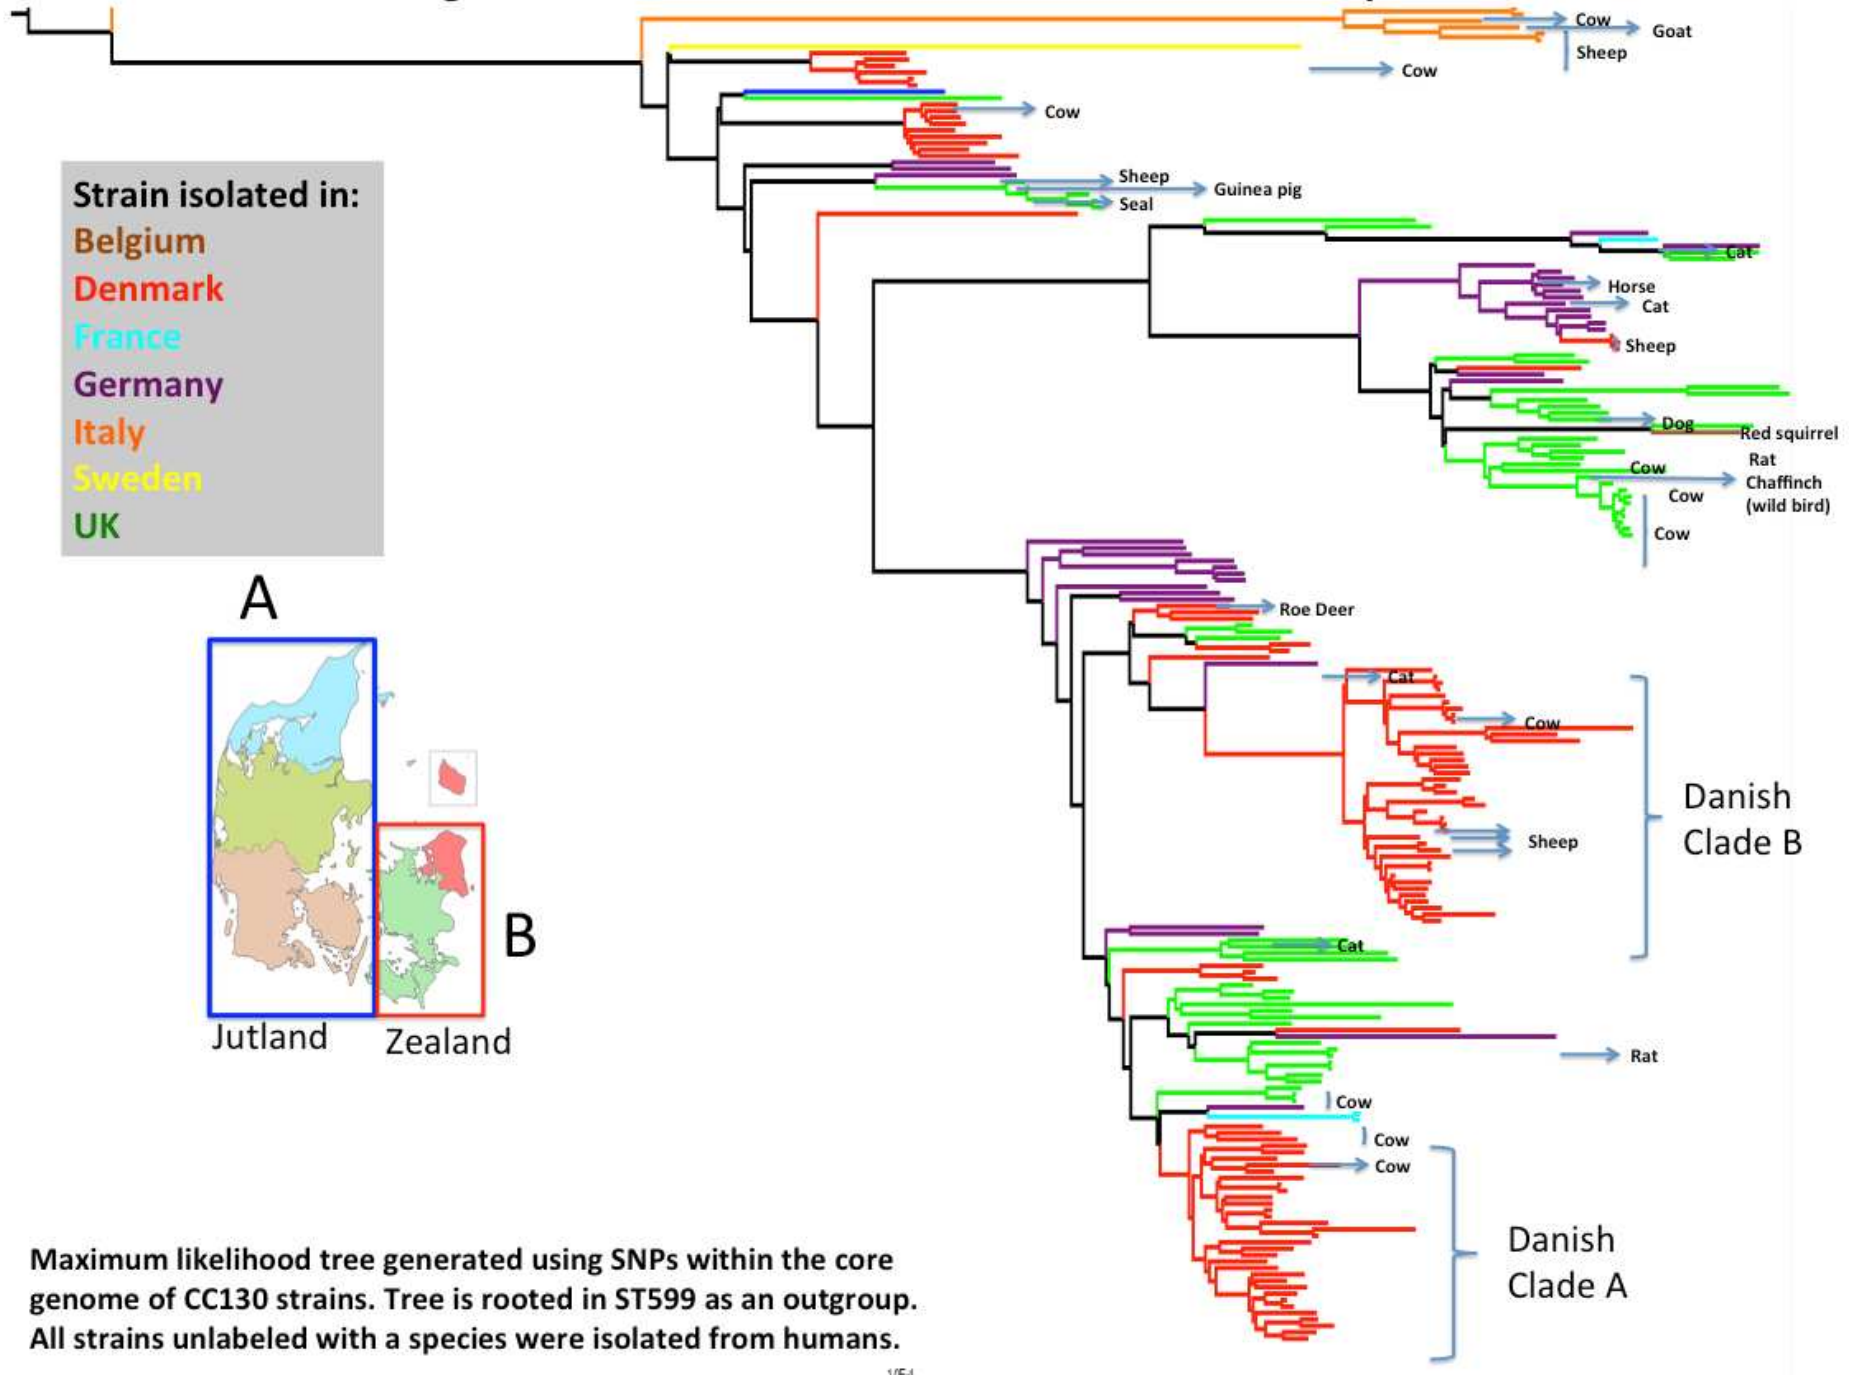 Cow
Goat
Sheep
Cow
Cow
Sheep
Guinea pig
Seal
Strain isolated in:
Belgium
Denmark
France
Germany
Italy
Sweden
UK
Cat
Horse
Cat
Sheep
Dog
Red squirrel
Rat
Cow
Chaffinch
(wild bird)
Cow
Cow
A
Roe Deer
Cat
Cow
Danish
Clade B
Sheep
B
Cat
Jutland
Zealand
Rat
Cow
Cow
Cow
Danish
Clade A
Maximum likelihood tree generated using SNPs within the core
genome of CC130 strains. Tree is rooted in ST599 as an outgroup.
All strains unlabeled with a species were isolated from humans.